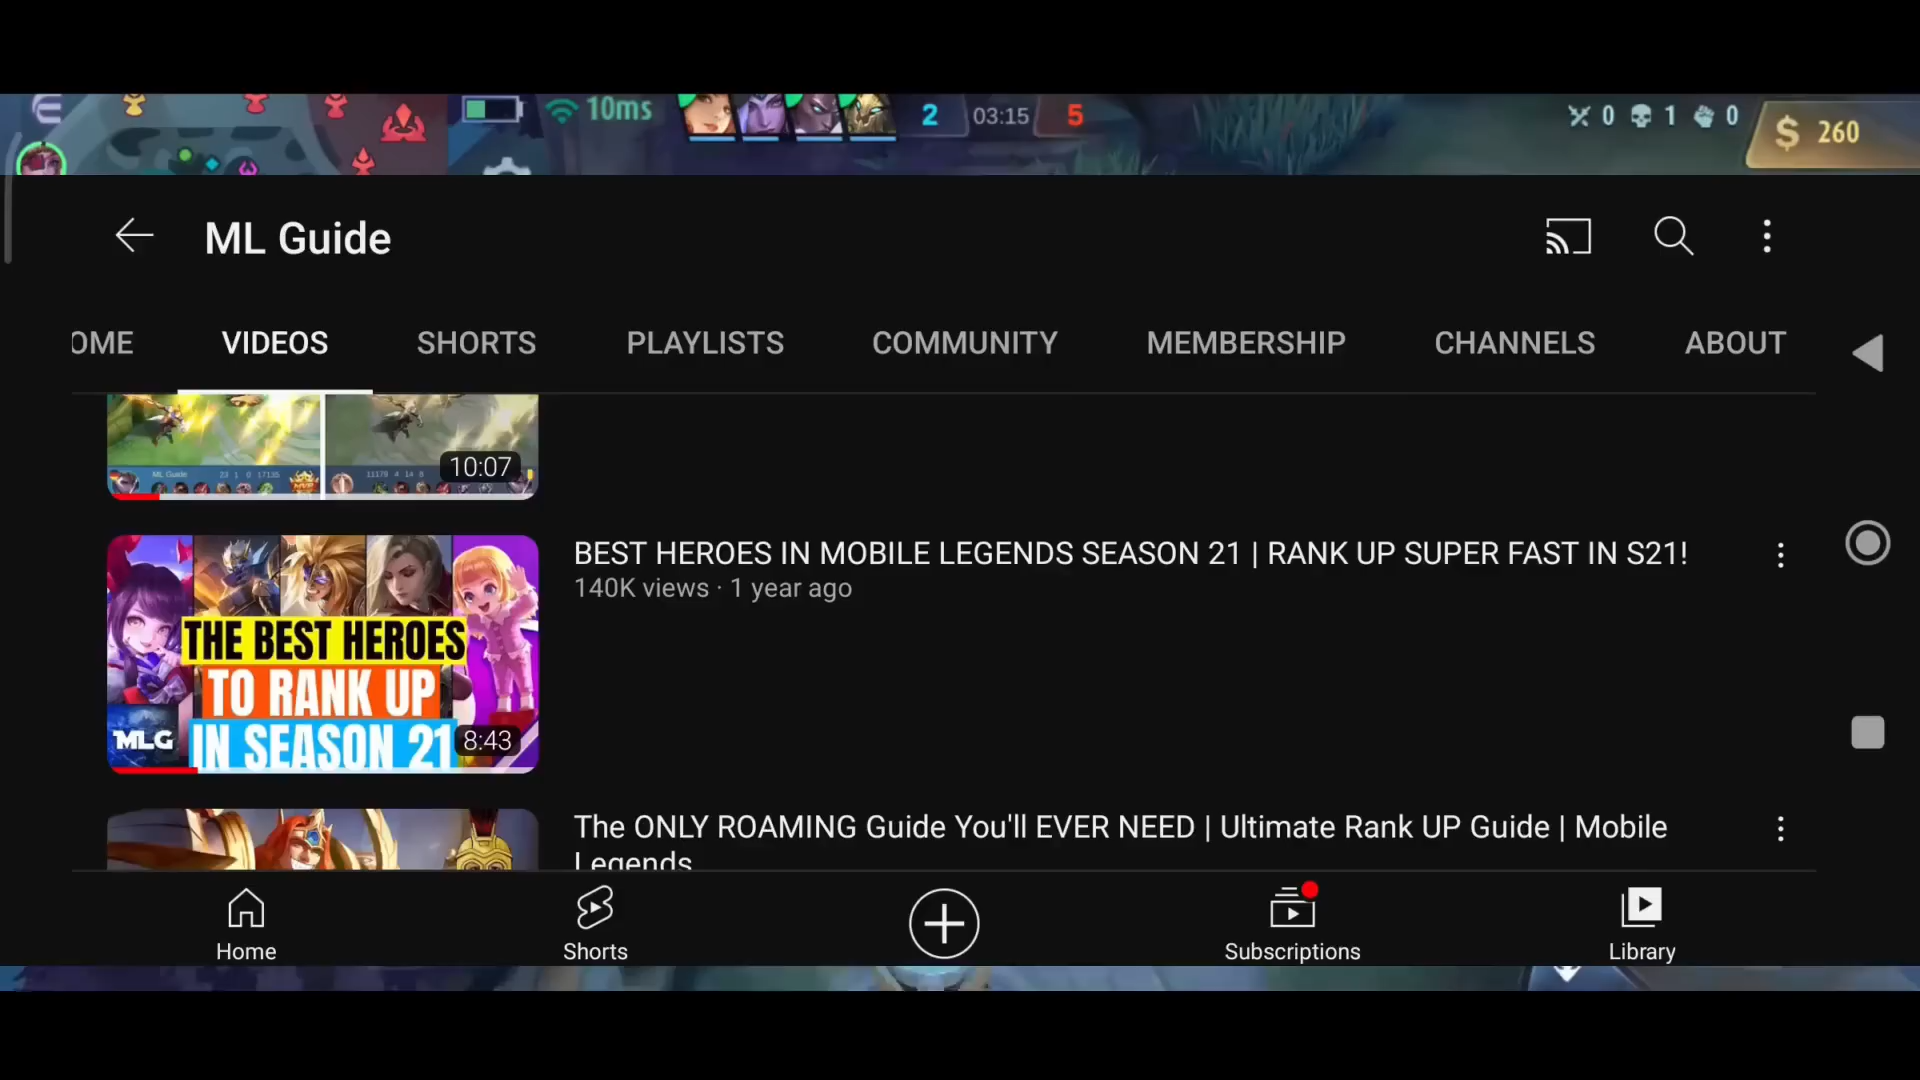 10ms
2
03:15
5
0
1
0
$ 260
ML Guide
OME
VIDEOS
SHORTS
PLAYLISTS
COMMUNITY
MEMBERSHIP
CHANNELS
ABOUT
ML Guide
10:07
BEST HEROES IN MOBILE LEGENDS SEASON 21 | RANK UP SUPER FAST IN S21!
140K views · 1 year ago
THE BEST HEROES
TO RANK UP
IN SEASON 21
MLG
8:43
The ONLY ROAMING Guide You'll EVER NEED | Ultimate Rank UP Guide | Mobile
Legends
Home
Shorts
Subscriptions
Library